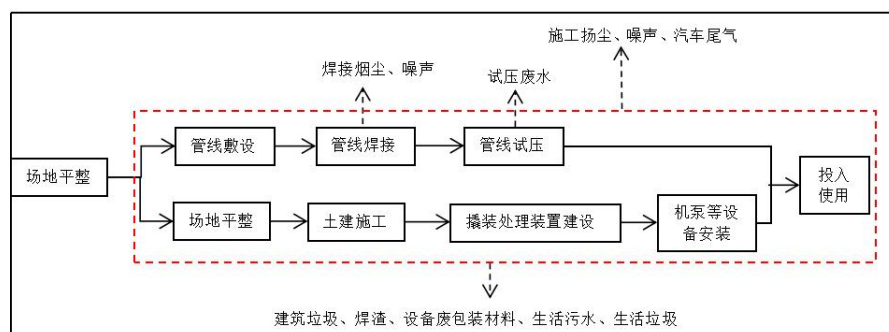 施工扬尘、噪声、汽车尾气
焊接烟尘、噪声
试压废水
管线敷设
管线焊接
管线试压
场地平整
投入
使用
场地平整
土建施工
撬装处理装置建设
机泵等设
备安装
建筑垃圾、焊渣、设备废包装材料、生活污水、生活垃圾